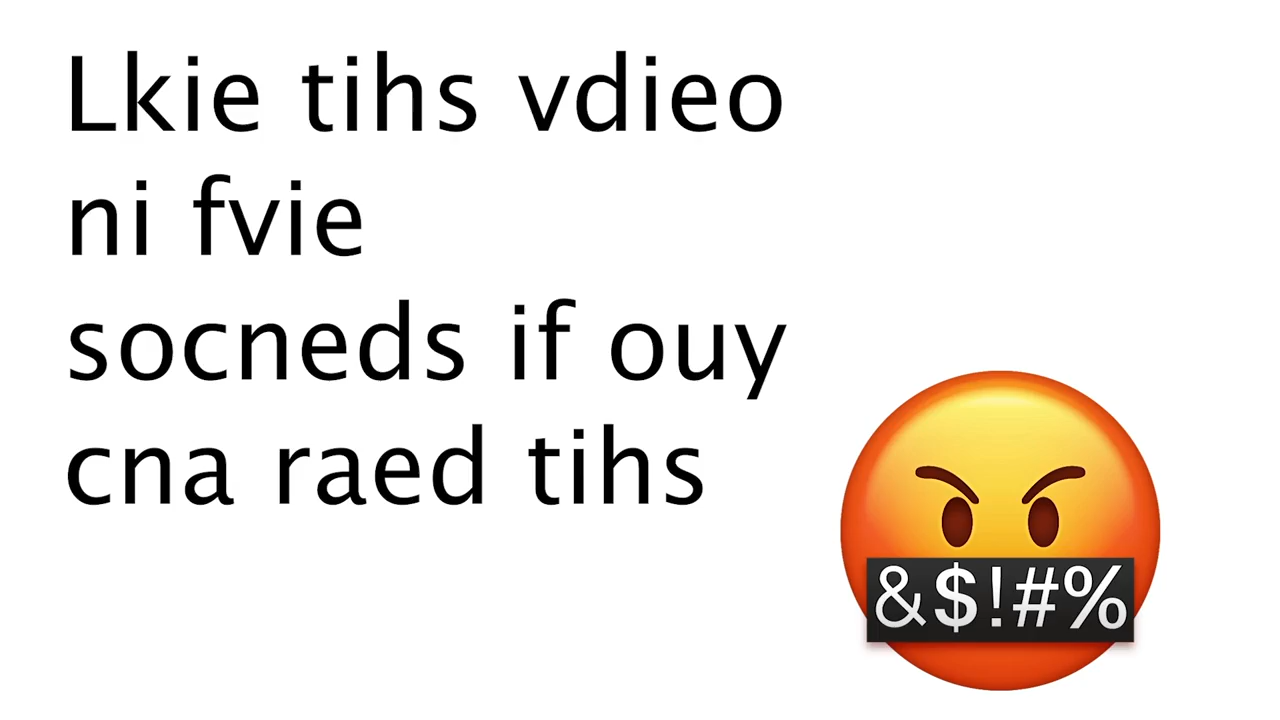 Lkie tihs vdieo
ni fvie
socneds if ouy
cna raed tihs
&$!#%